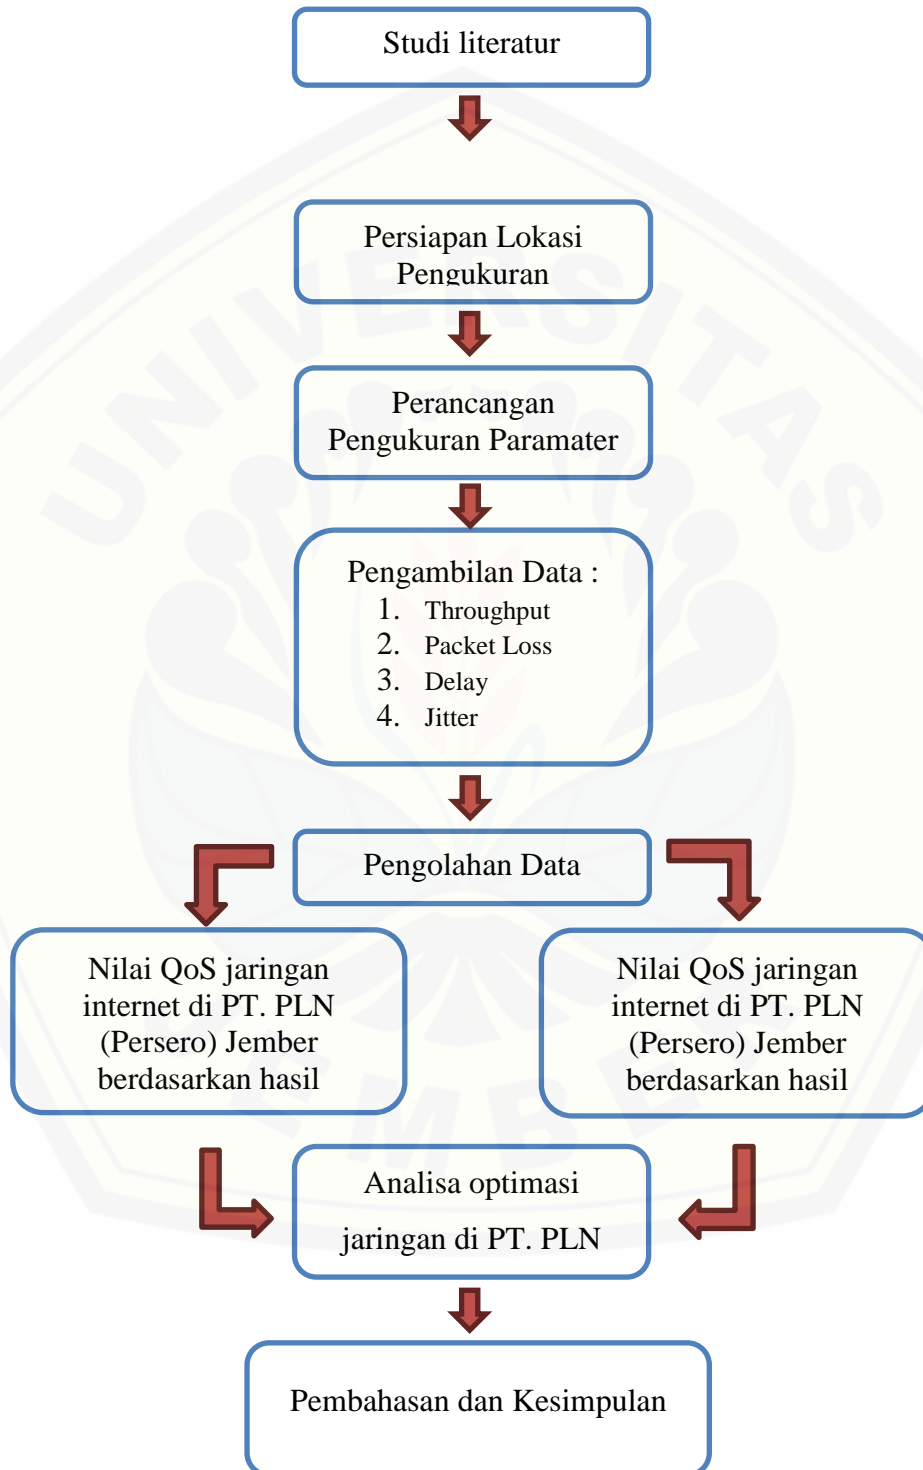 Studi literatur
Persiapan Lokasi
Pengukuran
Perancangan
Pengukuran Paramater
Pengambilan Data :
1. Throughput
2. Packet Loss
3. Delay
4. Jitter
Pengolahan Data
Nilai QoS jaringan
internet di PT. PLN
(Persero) Jember
berdasarkan hasil
Nilai QoS jaringan
internet di PT. PLN
(Persero) Jember
berdasarkan hasil
Analisa optimasi
jaringan di PT. PLN
Pembahasan dan Kesimpulan
UNIVERSITAS
JEMBER